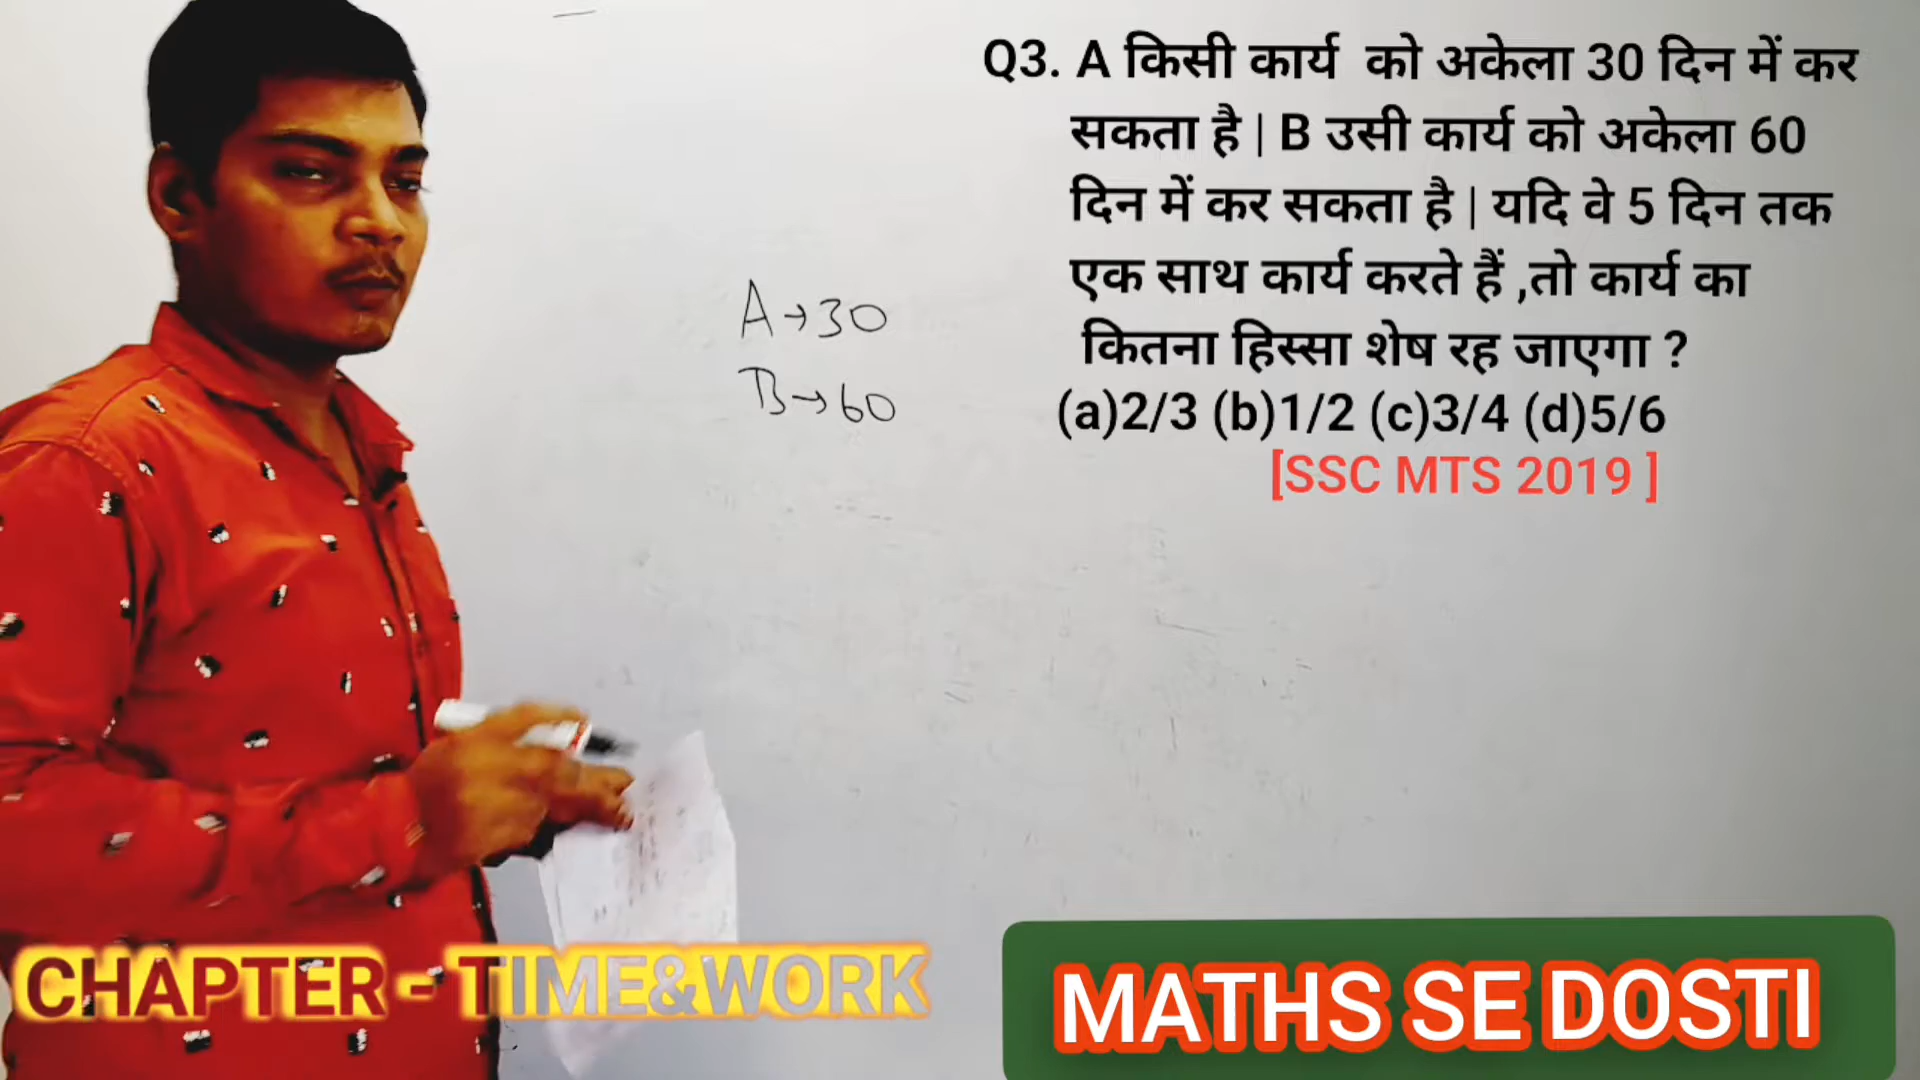 Q3. A किसी कार्य को अकेला 30 दिन में कर
सकता है | B उसी कार्य को अकेला 60
दिन में कर सकता है | यदि वे 5 दिन तक
एक साथ कार्य करते हैं ,तो कार्य का
कितना हिस्सा शेष रह जाएगा ?
(a)2/3 (b)1/2 (c)3/4 (d)5/6
[SSC MTS 2019 ]
A→30
B→60
CHAPTER - TIME&WORK
MATHS SE DOSTI